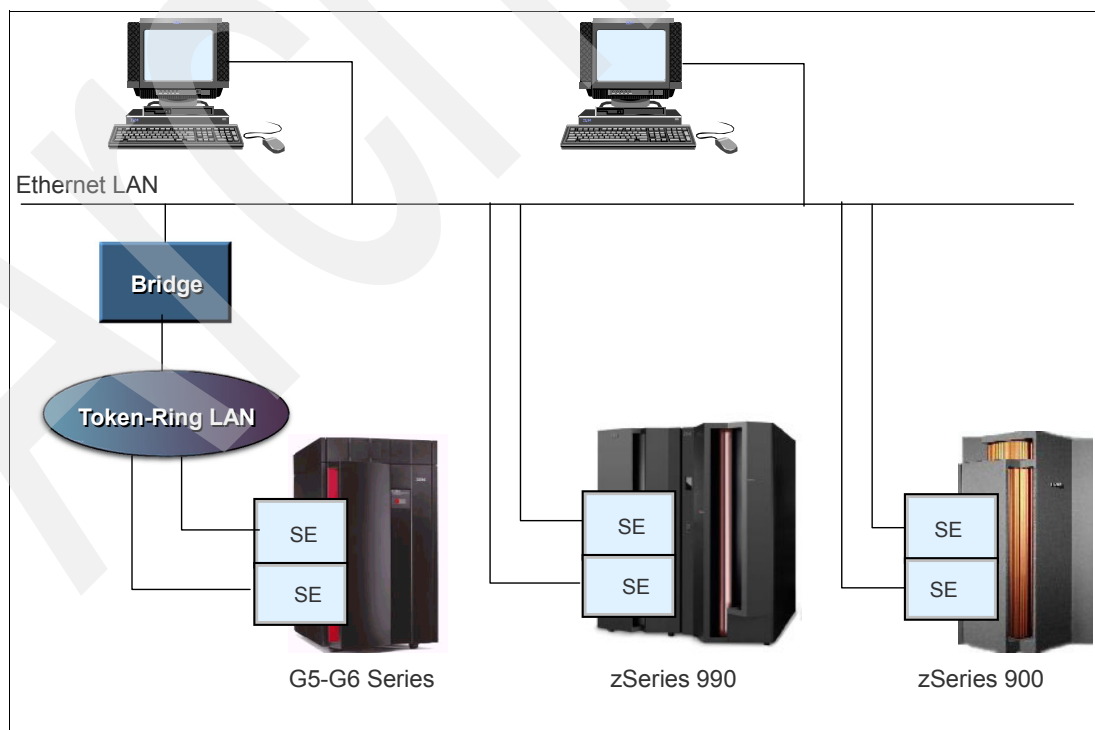 Ethernet LAN
Bridge
Token-Ring LAN
SE
SE
SE
SE
SE
SE
G5-G6 Series
zSeries 990
zSeries 900